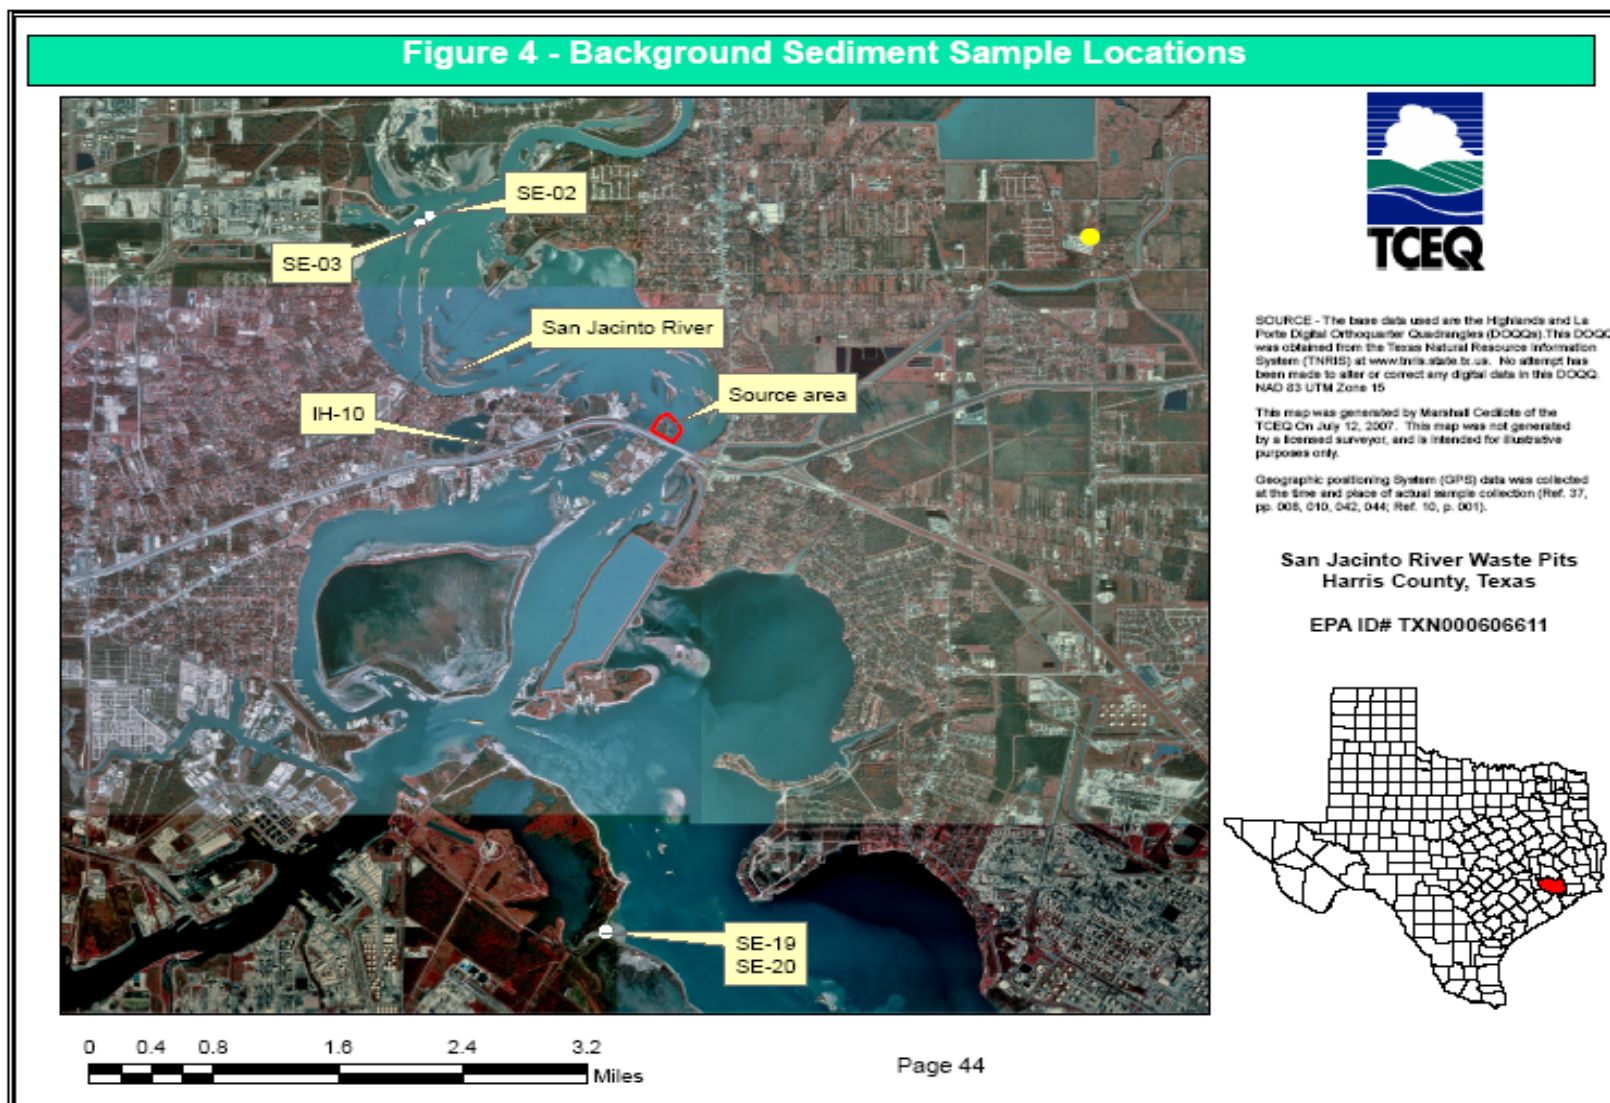 Figure 4 - Background Sediment Sample Locations
SE-02
SE-03
San Jacinto River
Source area
IH-10
SE-19
SE-20
TCEQ
SOURCE - The base data used are the Highlands and La
Porte Digital Orthoquarter Quadrangles (DOQQs).This DOQQ
was obtained from the Texas Natural Resource Information
System (TNRIS) at www.tnris.state.tx.us. No attempt has
been made to alter or correct any digital data in this DOQQ.
NAD 83 UTM Zone 15
This map was generated by Marshall Cedilote of the
TCEQ On July 12, 2007. This map was not generated
by a licensed surveyor, and is intended for illustrative
purposes only.
Geographic positioning System (GPS) data was collected
at the time and place of actual sample collection (Ref. 37,
pp. 008, 010, 042, 044; Ref. 10, p. 001).
San Jacinto River Waste Pits
Harris County, Texas
EPA ID# TXN000606611
0 0.4 0.8 1.6 2.4 3.2
Miles
Page 44